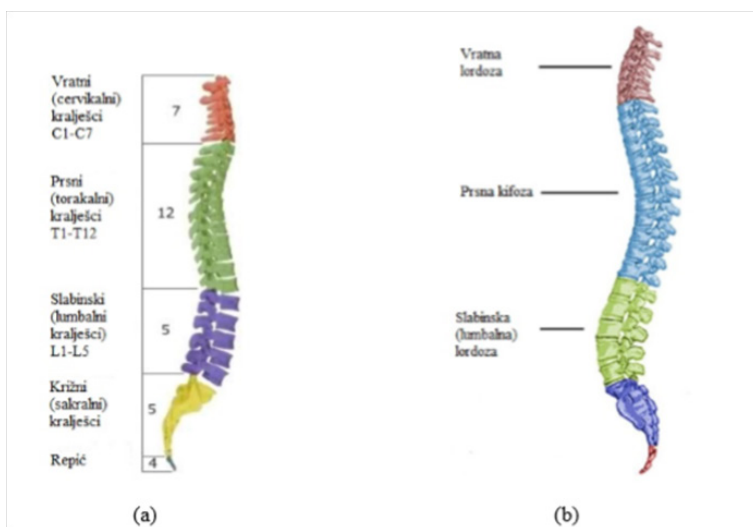 Vratni
(cervikalni)
kralješci
C1-C7
7
Prsni
(torakalni)
kralješci
T1-T12
12
Slabinski
(lumbalni
kralješci)
L1-L5
5
Križni
(sakralni)
kralješci
5
Repić
4
(a)
Vratna
lordoza
Prsna kifoza
Slabinska
(lumbalna)
lordoza
(b)